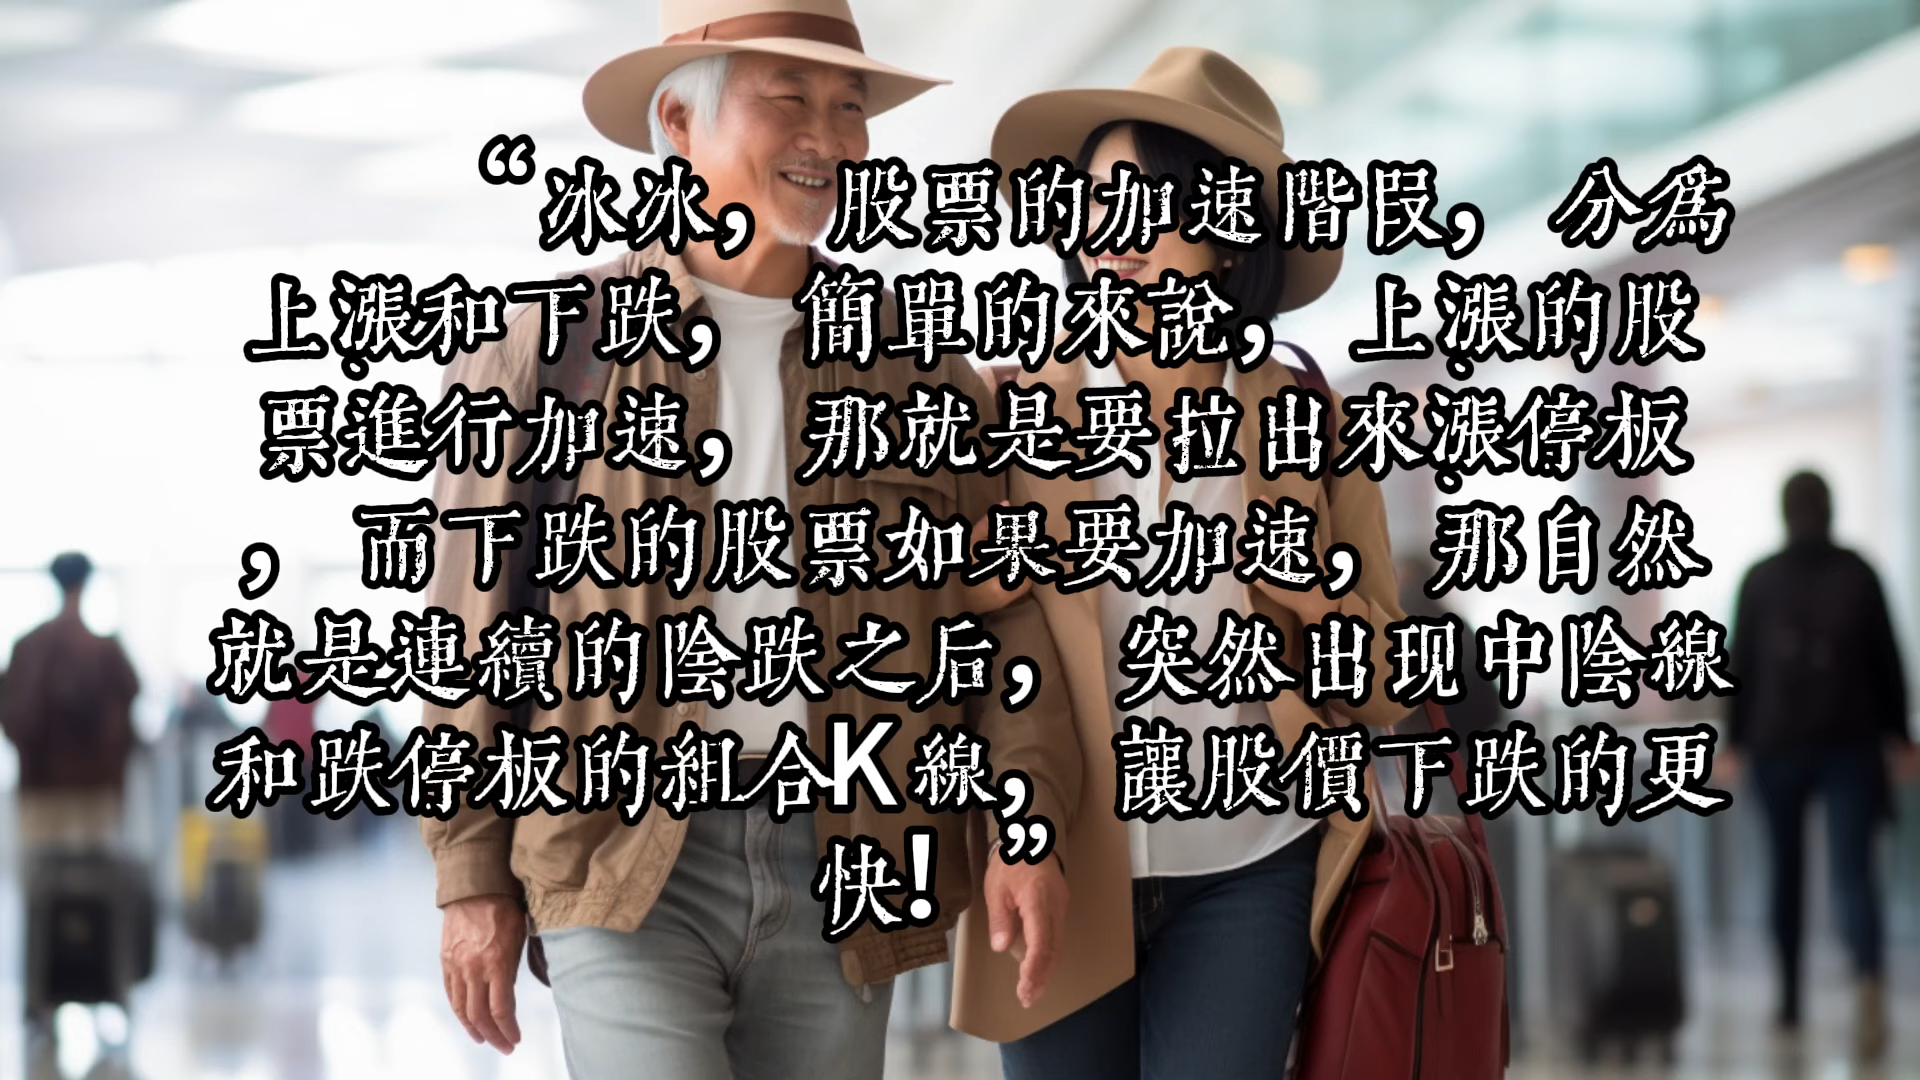 “冰冰，股票的加速階段，分為
上漲和下跌，簡單的來說，上漲的股
票進行加速，那就是要拉出來漲停板
，而下跌的股票如果要加速，那自然
就是連續的陰跌之后，突然出现中陰線
和跌停板的組合K線，讓股價下跌的更
快！”